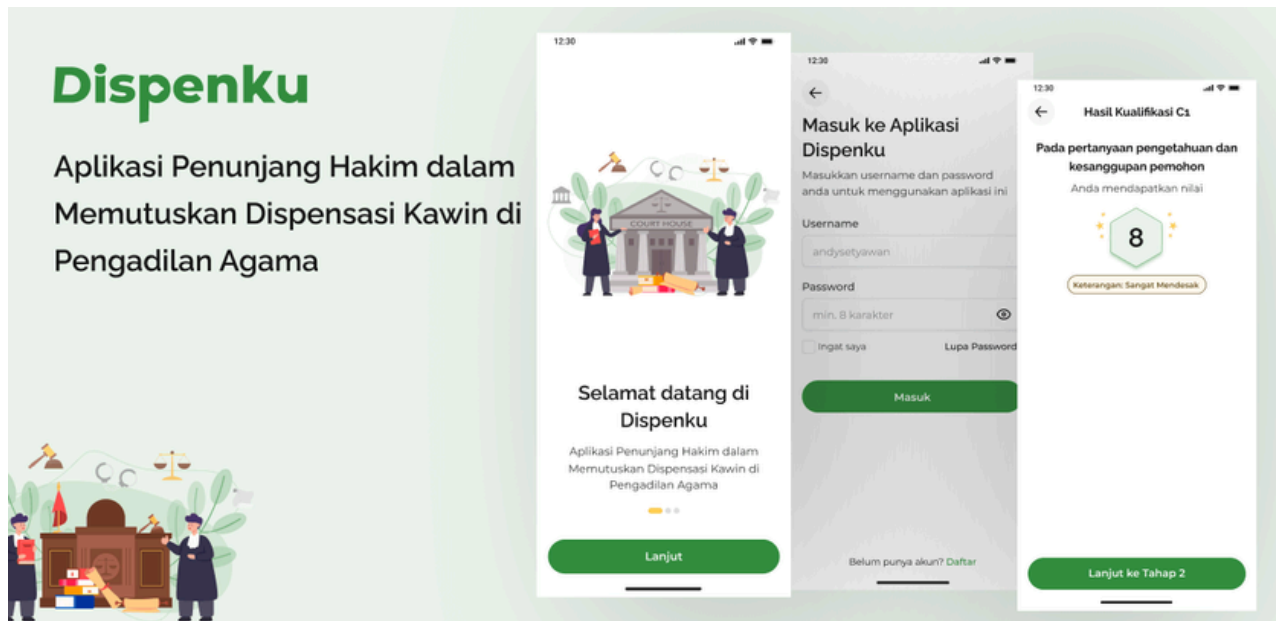 Dispenku
Aplikasi Penunjang Hakim dalam
Memutuskan Dispensasi Kawin di
Pengadilan Agama
12:30
COURT HOUSE
Selamat datang di
Dispenku
Aplikasi Penunjang Hakim dalam
Memutuskan Dispensasi Kawin di
Pengadilan Agama
Lanjut
12:30
Masuk ke Aplikasi
Dispenku
Masukkan username dan password
anda untuk menggunakan aplikasi ini
Username
andysetyawan
Password
min. 8 karakter
Ingat saya
Lupa Password
Masuk
Belum punya akun? Daftar
12:30
Hasil Kualifikasi C1
Pada pertanyaan pengetahuan dan
kesanggupan pemohon
Anda mendapatkan nilai
8
Keterangan: Sangat Mendesak
Lanjut ke Tahap 2